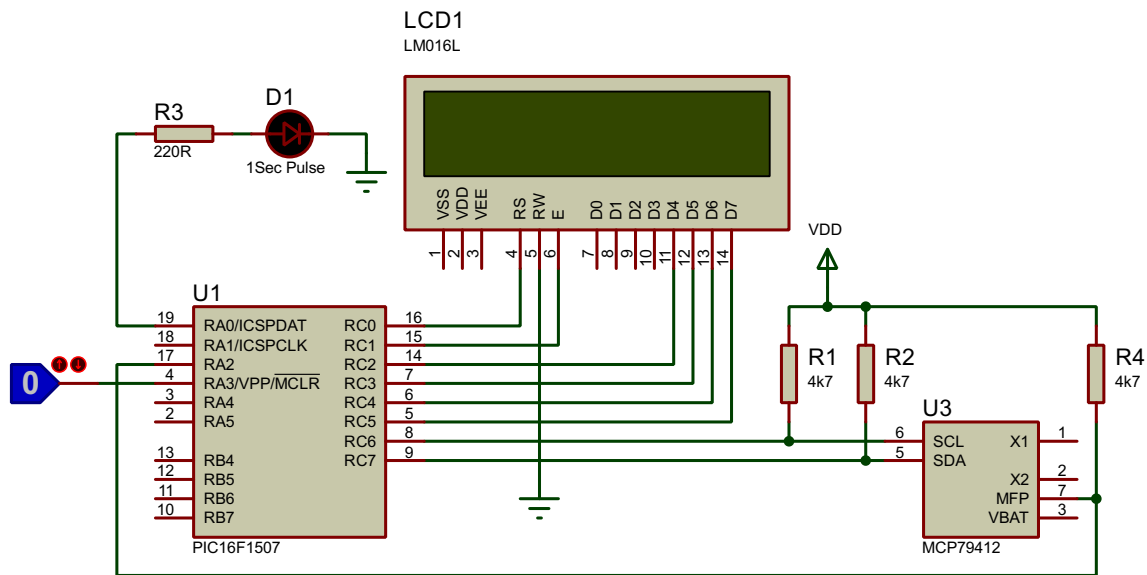 LCD1
LM016L
R3
220R
D1
1Sec Pulse
VSS
VDD
VEE
RS
RW
E
D0
D1
D2
D3
D4
D5
D6
D7
1
2
3
4
5
6
7
8
9
10
11
12
13
14
VDD
U1
19 RA0/ICSPDAT RC0 16
18 RA1/ICSPCLK RC1 15
17 RA2 RC2 14
0
4 RA3/VPP/MCLR RC3 7
3 RA4 RC4 6
2 RA5 RC5 5
RC6 8
13 RB4 RC7 9
12 RB5
11 RB6
10 RB7
PIC16F1507
R1
4k7
R2
4k7
R4
4k7
U3
6 SCL X1 1
5 SDA
X2 2
MFP 7
VBAT 3
MCP79412